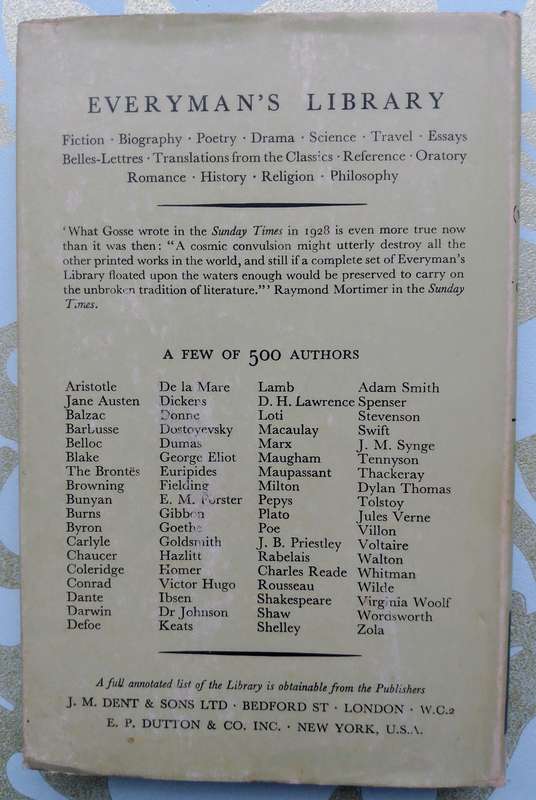 EVERYMAN'S LIBRARY
Fiction · Biography · Poetry · Drama · Science · Travel · Essays
Belles-Lettres · Translations from the Classics · Reference · Oratory
Romance · History · Religion · Philosophy
'What Gosse wrote in the Sunday Times in 1928 is even more true now
than it was then: "A cosmic convulsion might utterly destroy all the
other printed works in the world, and still if a complete set of Everyman's
Library floated upon the waters enough would be preserved to carry on
the unbroken tradition of literature."' Raymond Mortimer in the Sunday
Times.
A FEW OF 500 AUTHORS
Aristotle
Jane Austen
Balzac
Barbusse
Belloc
Blake
The Brontës
Browning
Bunyan
Burns
Byron
Carlyle
Chaucer
Coleridge
Conrad
Dante
Darwin
Defoe
De la Mare
Dickens
Donne
Dostoyevsky
Dumas
George Eliot
Euripides
Fielding
E. M. Forster
Gibbon
Goethe
Goldsmith
Hazlitt
Homer
Victor Hugo
Ibsen
Dr Johnson
Keats
Lamb
D. H. Lawrence
Loti
Macaulay
Marx
Maugham
Maupassant
Milton
Pepys
Plato
Poe
J. B. Priestley
Rabelais
Charles Reade
Rousseau
Shakespeare
Shaw
Shelley
Adam Smith
Spenser
Stevenson
Swift
J. M. Synge
Tennyson
Thackeray
Dylan Thomas
Tolstoy
Jules Verne
Villon
Voltaire
Walton
Whitman
Wilde
Virginia Woolf
Wordsworth
Zola
A full annotated list of the Library is obtainable from the Publishers
J. M. DENT & SONS LTD · BEDFORD ST · LONDON · W.C.2
E. P. DUTTON & CO. INC. · NEW YORK, U.S.A.